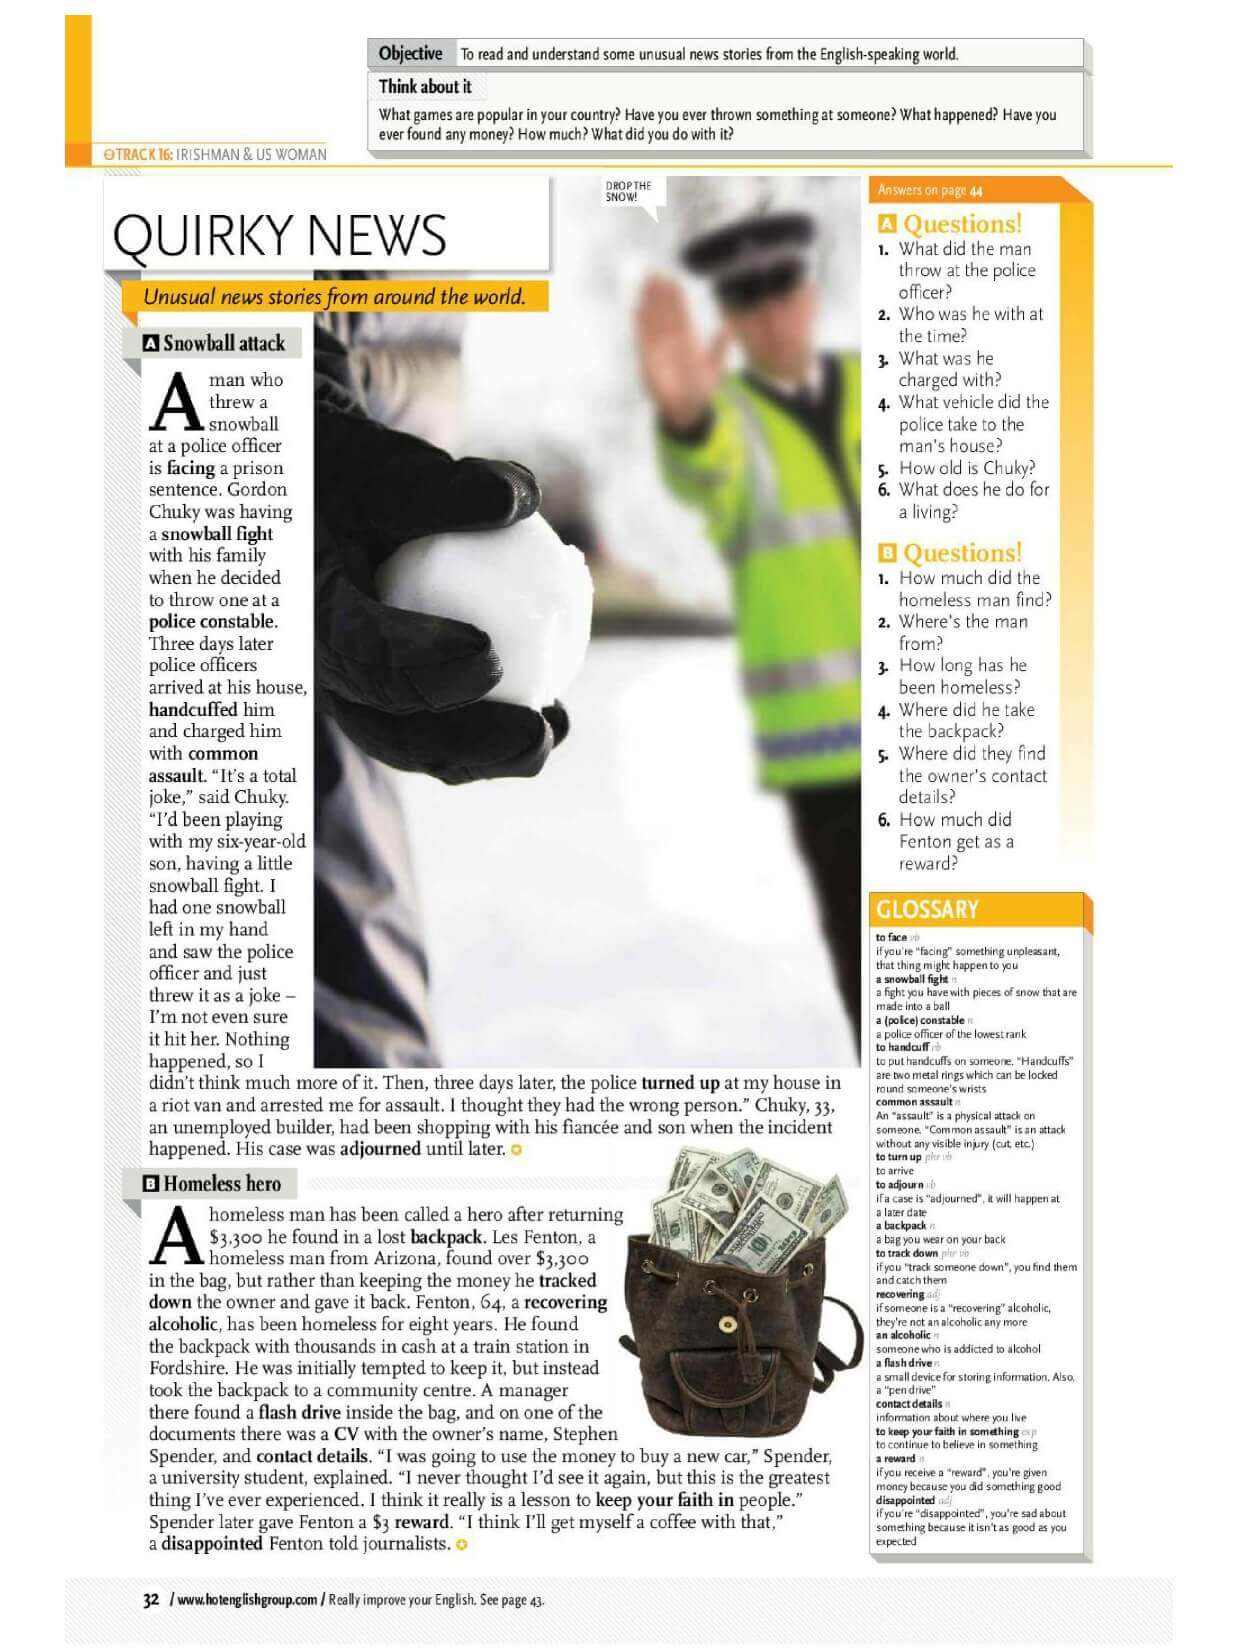 Objective To read and understand some unusual news stories from the English-speaking world.
Think about it
What games are popular in your country? Have you ever thrown something at someone? What happened? Have you
ever found any money? How much? What did you do with it?
TRACK 16: IRISHMAN & US WOMAN
QUIRKY NEWS
Unusual news stories from around the world.
DROP THE
SNOW!
A Snowball attack
A man who
threw a
snowball
at a police officer
is facing a prison
sentence. Gordon
Chuky was having
a snowball fight
with his family
when he decided
to throw one at a
police constable.
Three days later
police officers
arrived at his house,
handcuffed him
and charged him
with common
assault. “It’s a total
joke,” said Chuky.
“I’d been playing
with my six-year-old
son, having a little
snowball fight. I
had one snowball
left in my hand
and saw the police
officer and just
threw it as a joke –
I’m not even sure
it hit her. Nothing
happened, so I
didn’t think much more of it. Then, three days later, the police turned up at my house in
a riot van and arrested me for assault. I thought they had the wrong person.” Chuky, 33,
an unemployed builder, had been shopping with his fiancée and son when the incident
happened. His case was adjourned until later.
B Homeless hero
A homeless man has been called a hero after returning
$3,300 he found in a lost backpack. Les Fenton, a
homeless man from Arizona, found over $3,300
in the bag, but rather than keeping the money he tracked
down the owner and gave it back. Fenton, 64, a recovering
alcoholic, has been homeless for eight years. He found
the backpack with thousands in cash at a train station in
Fordshire. He was initially tempted to keep it, but instead
took the backpack to a community centre. A manager
there found a flash drive inside the bag, and on one of the
documents there was a CV with the owner’s name, Stephen
Spender, and contact details. “I was going to use the money to buy a new car,” Spender,
a university student, explained. “I never thought I’d see it again, but this is the greatest
thing I’ve ever experienced. I think it really is a lesson to keep your faith in people.”
Spender later gave Fenton a $3 reward. “I think I’ll get myself a coffee with that,”
a disappointed Fenton told journalists.
Answers on page 44
A Questions!
1. What did the man
throw at the police
officer?
2. Who was he with at
the time?
3. What was he
charged with?
4. What vehicle did the
police take to the
man's house?
5. How old is Chuky?
6. What does he do for
a living?
B Questions!
1. How much did the
homeless man find?
2. Where's the man
from?
3. How long has he
been homeless?
4. Where did he take
the backpack?
5. Where did they find
the owner's contact
details?
6. How much did
Fenton get as a
reward?
GLOSSARY
to face vb
if you're "facing" something unpleasant,
that thing might happen to you
a snowball fight n
a fight you have with pieces of snow that are
made into a ball
a (police) constable n
a police officer of the lowest rank
to handcuff vb
to put handcuffs on someone. "Handcuffs"
are two metal rings which can be locked
round someone's wrists
common assault n
An "assault" is a physical attack on
someone. "Common assault" is an attack
without any visible injury (cut, etc.)
to turn up phr vb
to arrive
to adjourn vb
if a case is "adjourned", it will happen at
a later date
a backpack n
a bag you wear on your back
to track down phr vb
if you "track someone down", you find them
and catch them
recovering adj
if someone is a "recovering" alcoholic,
they're not an alcoholic any more
an alcoholic n
someone who is addicted to alcohol
a flash drive n
a small device for storing information. Also,
a "pen drive"
contact details n
information about where you live
to keep your faith in something exp
to continue to believe in something
a reward n
if you receive a "reward", you're given
money because you did something good
disappointed adj
if you're "disappointed", you're sad about
something because it isn't as good as you
expected
32 / www.hotenglishgroup.com / Really improve your English. See page 43.